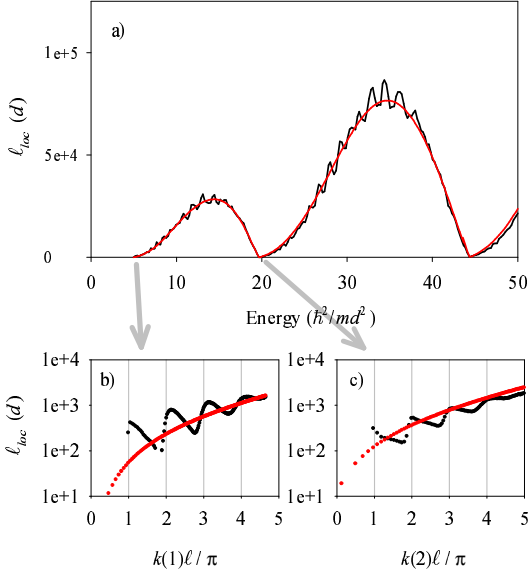 a)
1e+5
5e+4
0
ℓloc (d)
0 10 20 30 40 50
Energy (ħ²/md²)
b)
1e+4
1e+3
1e+2
1e+1
ℓloc (d)
0 1 2 3 4 5
k(1)ℓ / π
c)
1e+4
1e+3
1e+2
1e+1
0 1 2 3 4 5
k(2)ℓ / π